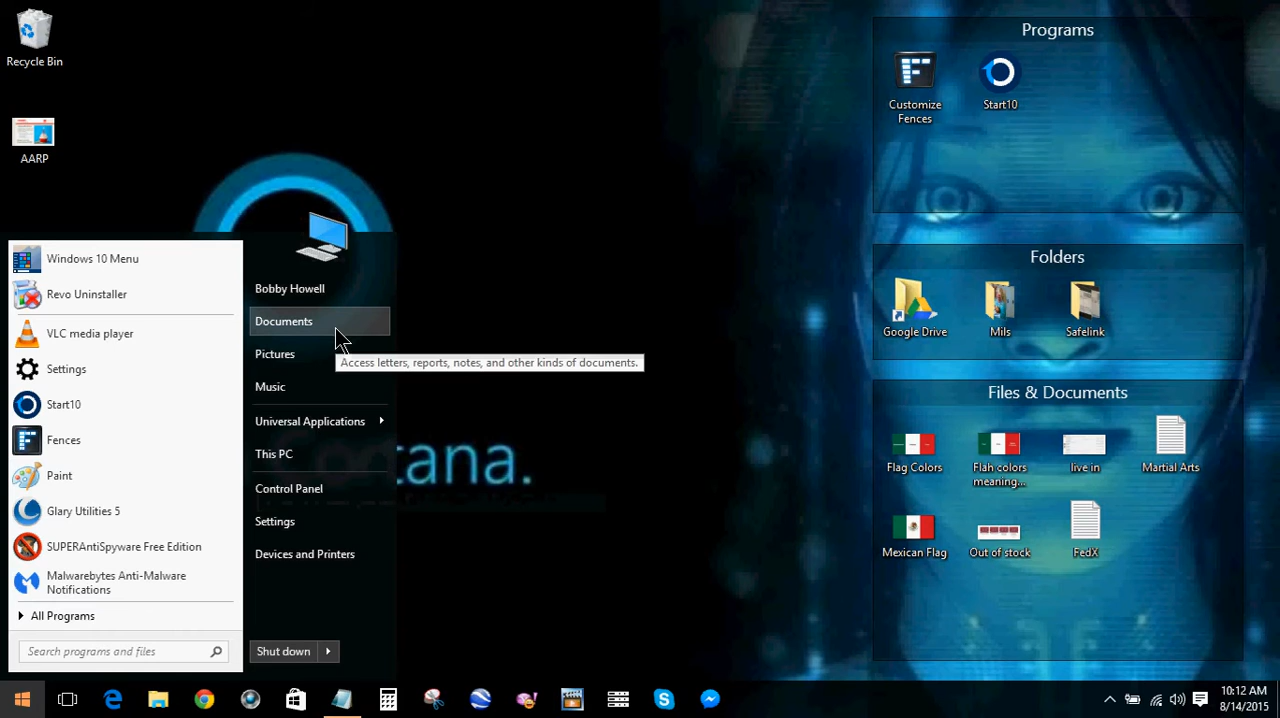 Recycle Bin
AARP
Windows 10 Menu
Revo Uninstaller
VLC media player
Settings
Start10
Fences
Paint
Glary Utilities 5
SUPERAntiSpyware Free Edition
Malwarebytes Anti-Malware
Notifications
All Programs
Search programs and files
Bobby Howell
Documents
Access letters, reports, notes, and other kinds of documents.
Pictures
Music
Universal Applications
This PC
Control Panel
Settings
Devices and Printers
Shut down
tana.
Programs
Customize
Fences
Start10
Folders
Google Drive
Mils
Safelink
Files & Documents
Flag Colors
Flah colors
meaning...
live in
Martial Arts
Mexican Flag
Out of stock
FedX
10:12 AM
8/14/2015